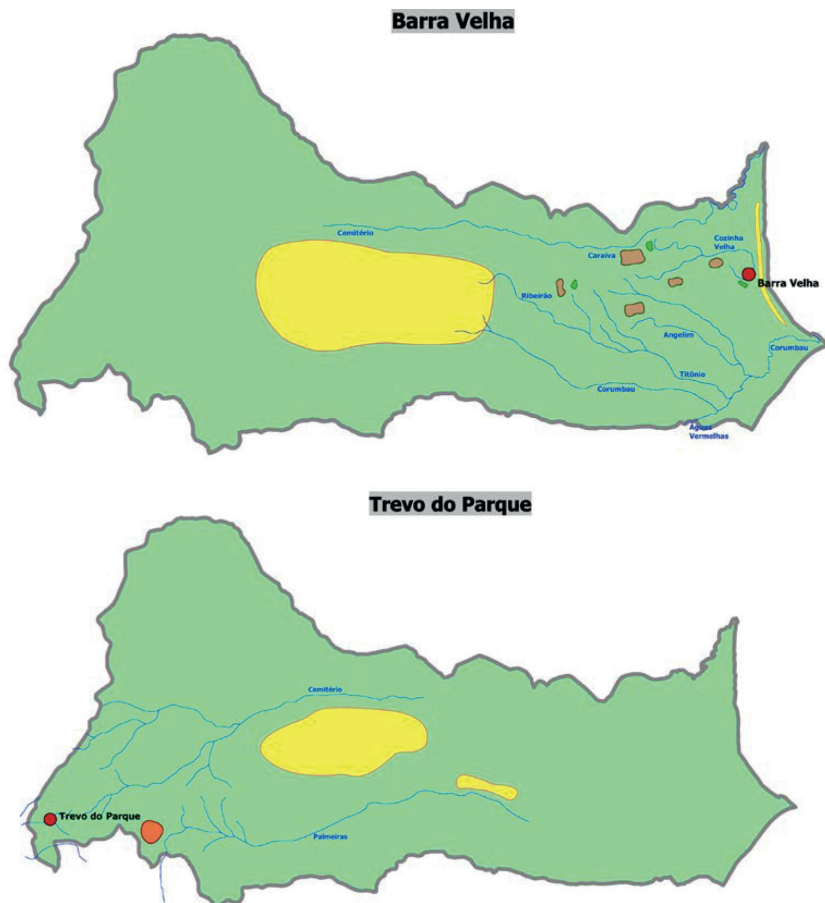 Barra Velha
Cemitério
Cozinha
Velha
Caraíva
Barra Velha
Ribeirão
Angelim
Corumbau
Titônio
Corumbau
Águas
Vermelhas
Trevo do Parque
Cemitério
Trevo do Parque
Palmeiras